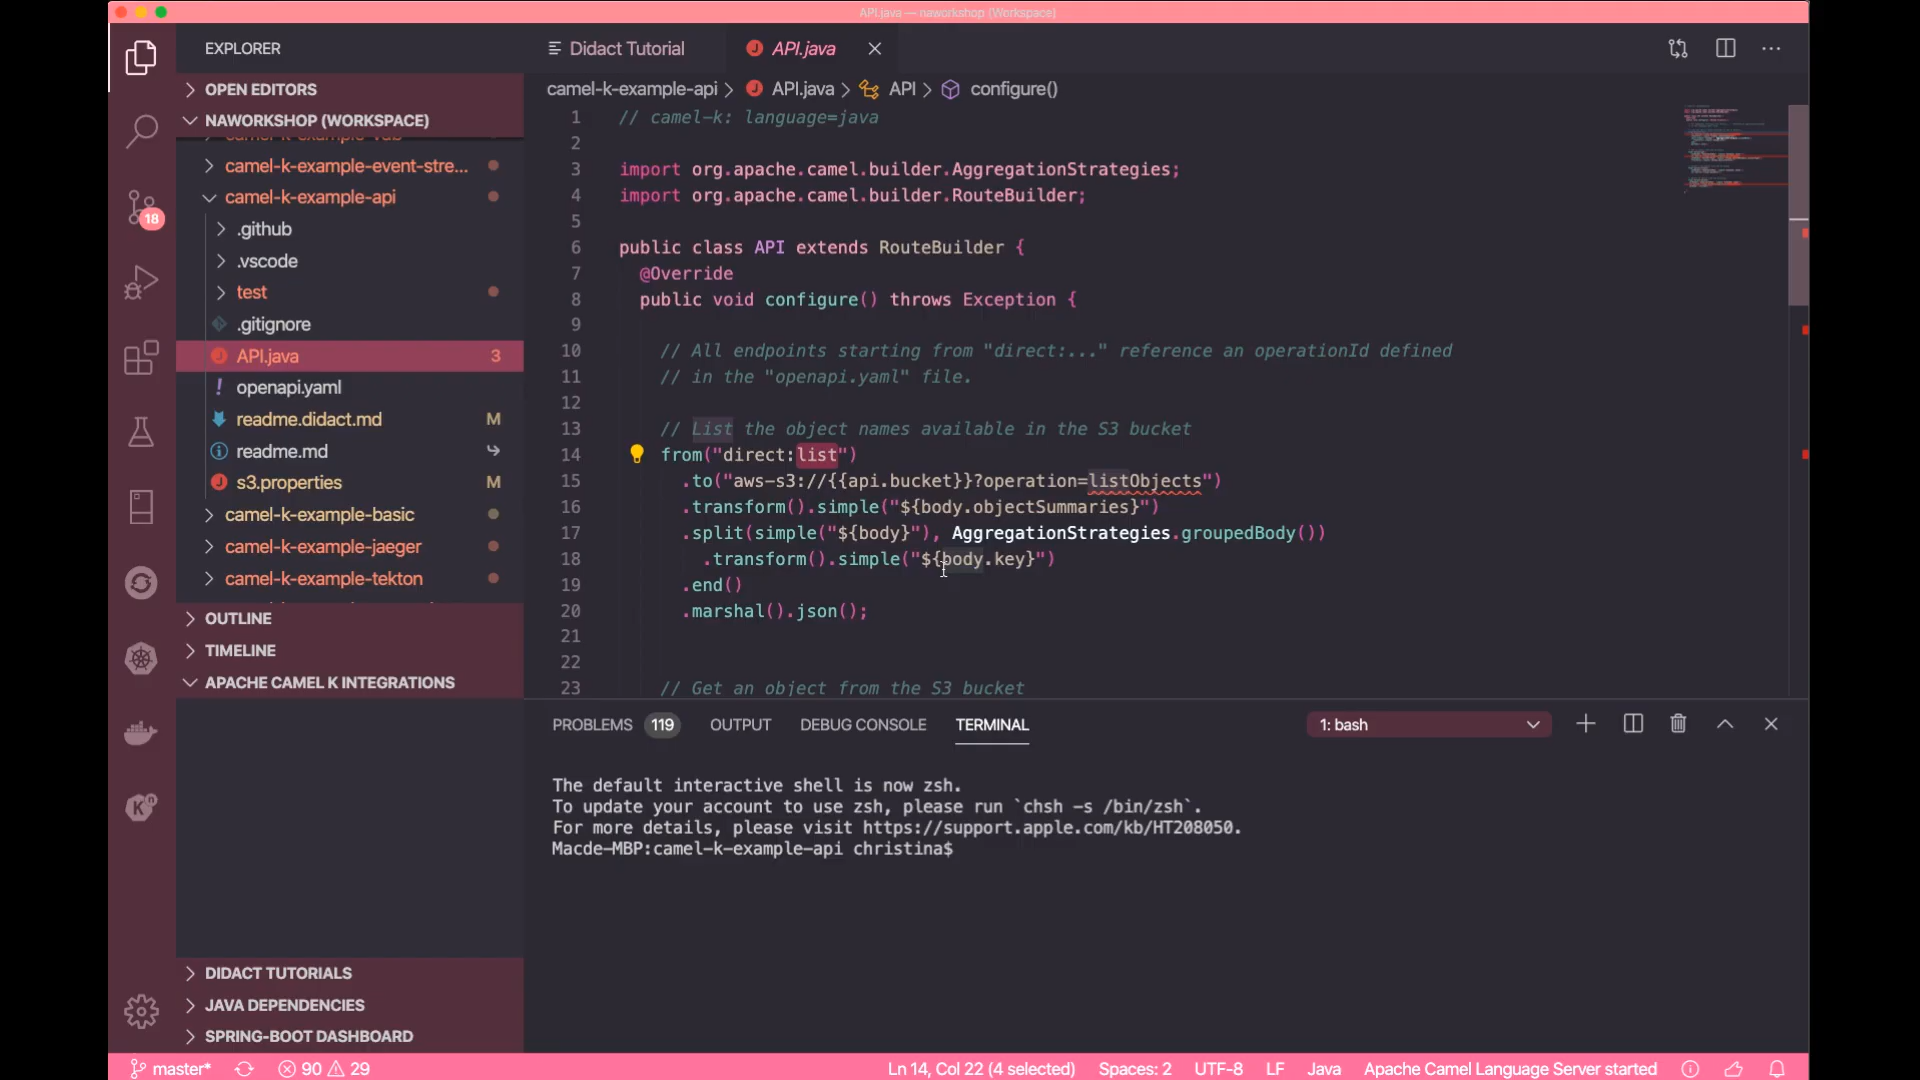 API.java — naworkshop (Workspace)
EXPLORER
OPEN EDITORS
NAWORKSHOP (WORKSPACE)
camel-k-example-event-stre...
camel-k-example-api
.github
.vscode
test
.gitignore
API.java 3
openapi.yaml
readme.didact.md M
readme.md
s3.properties M
camel-k-example-basic
camel-k-example-jaeger
camel-k-example-tekton
OUTLINE
TIMELINE
APACHE CAMEL K INTEGRATIONS
DIDACT TUTORIALS
JAVA DEPENDENCIES
SPRING-BOOT DASHBOARD
18
Didact Tutorial
API.java
camel-k-example-api > API.java > API > configure()
1 // camel-k: language=java
2
3 import org.apache.camel.builder.AggregationStrategies;
4 import org.apache.camel.builder.RouteBuilder;
5
6 public class API extends RouteBuilder {
7 @Override
8 public void configure() throws Exception {
9
10 // All endpoints starting from "direct:..." reference an operationId defined
11 // in the "openapi.yaml" file.
12
13 // List the object names available in the S3 bucket
14 from("direct:list")
15 .to("aws-s3://{{api.bucket}}?operation=listObjects")
16 .transform().simple("${body.objectSummaries}")
17 .split(simple("${body}"), AggregationStrategies.groupedBody())
18 .transform().simple("${body.key}")
19 .end()
20 .marshal().json();
21
22
23 // Get an object from the S3 bucket
PROBLEMS 119 OUTPUT DEBUG CONSOLE TERMINAL 1: bash
The default interactive shell is now zsh.
To update your account to use zsh, please run `chsh -s /bin/zsh`.
For more details, please visit https://support.apple.com/kb/HT208050.
Macde-MBP:camel-k-example-api christina$
master* 90 29 Ln 14, Col 22 (4 selected) Spaces: 2 UTF-8 LF Java Apache Camel Language Server started